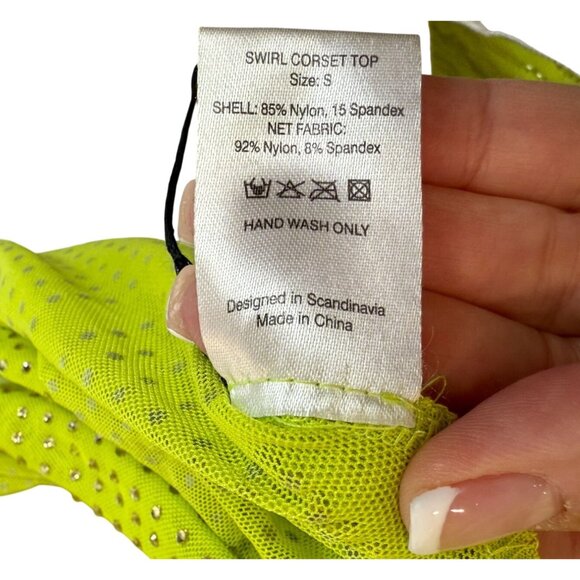 SWIRL CORSET TOP
Size: S
SHELL: 85% Nylon, 15 Spandex
NET FABRIC:
92% Nylon, 8% Spandex
HAND WASH ONLY
Designed in Scandinavia
Made in China